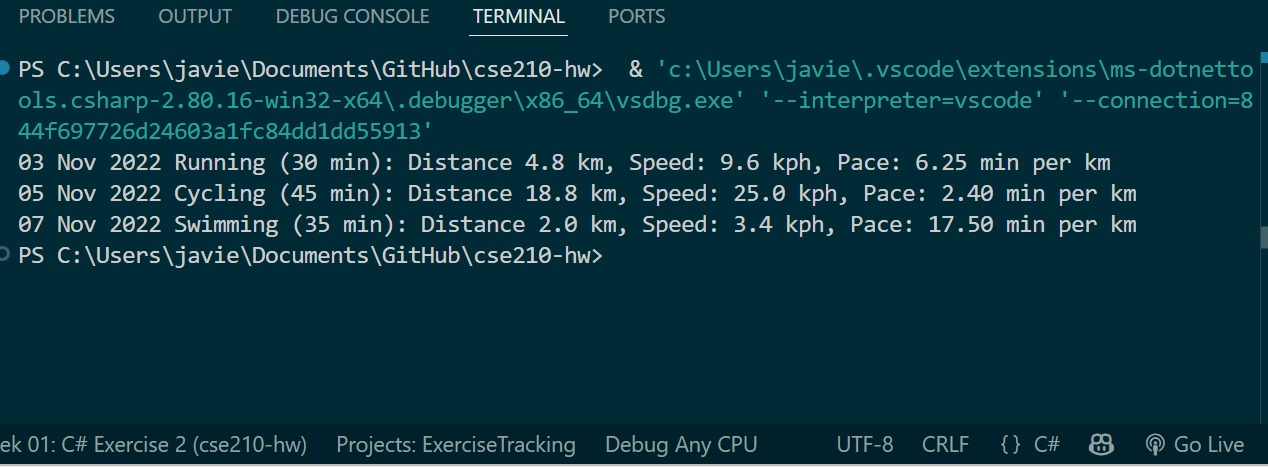 PROBLEMS OUTPUT DEBUG CONSOLE TERMINAL PORTS
PS C:\Users\javie\Documents\GitHub\cse210-hw>  & 'c:\Users\javie\.vscode\extensions\ms-dotnetto
ols.csharp-2.80.16-win32-x64\.debugger\x86_64\vsdbg.exe' '--interpreter=vscode' '--connection=8
44f697726d24603a1fc84dd1dd55913'
03 Nov 2022 Running (30 min): Distance 4.8 km, Speed: 9.6 kph, Pace: 6.25 min per km
05 Nov 2022 Cycling (45 min): Distance 18.8 km, Speed: 25.0 kph, Pace: 2.40 min per km
07 Nov 2022 Swimming (35 min): Distance 2.0 km, Speed: 3.4 kph, Pace: 17.50 min per km
PS C:\Users\javie\Documents\GitHub\cse210-hw>
ek 01: C# Exercise 2 (cse210-hw) Projects: ExerciseTracking Debug Any CPU UTF-8 CRLF {} C# Go Live